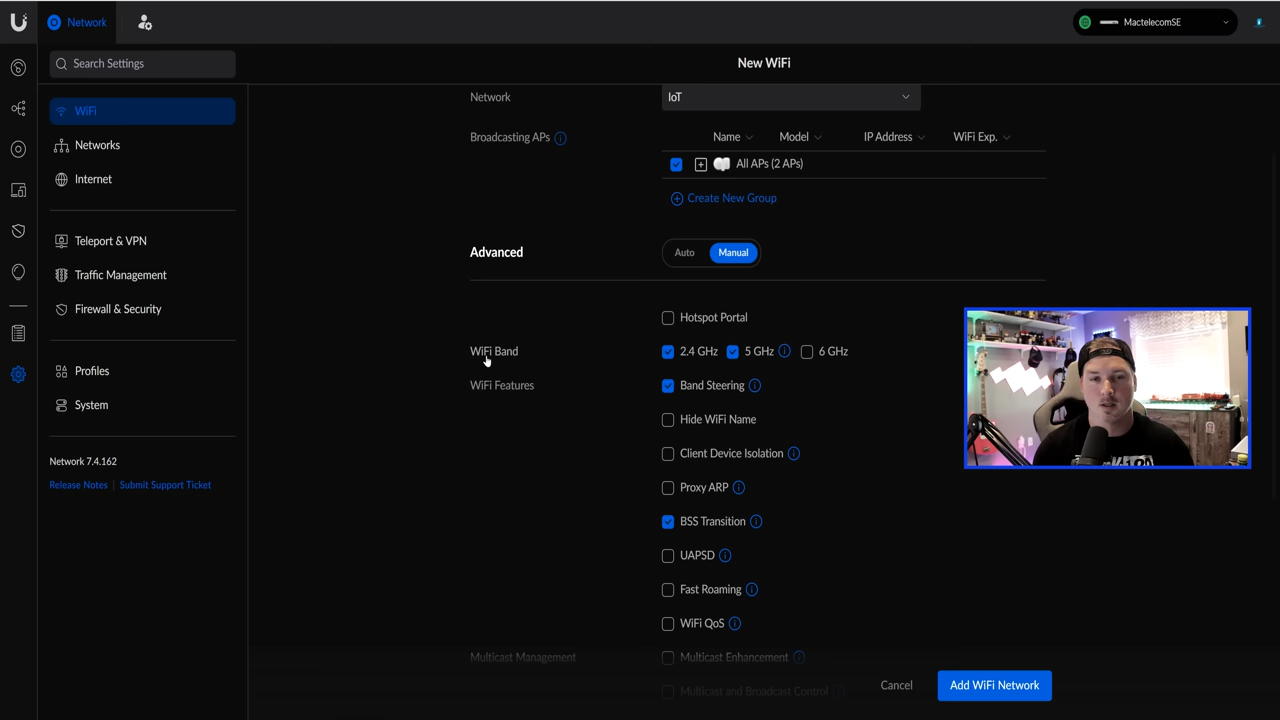 Network
MactelecomSE
Search Settings
New WiFi
WiFi
Networks
Internet
Teleport & VPN
Traffic Management
Firewall & Security
Profiles
System
Network 7.4.162
Release Notes | Submit Support Ticket
Network IoT
Broadcasting APs Name Model IP Address WiFi Exp.
All APs (2 APs)
Create New Group
Advanced Auto Manual
Hotspot Portal
WiFi Band 2.4 GHz 5 GHz 6 GHz
WiFi Features Band Steering
Hide WiFi Name
Client Device Isolation
Proxy ARP
BSS Transition
UAPSD
Fast Roaming
WiFi QoS
Multicast Management Multicast Enhancement
Multicast and Broadcast Control
Cancel Add WiFi Network